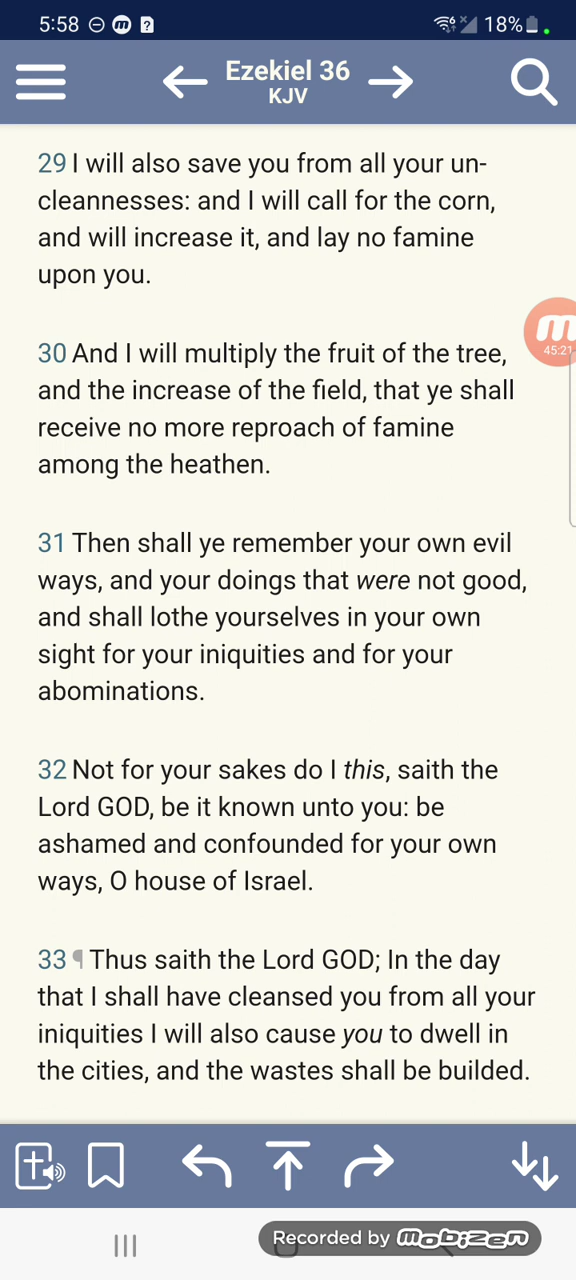 5:58 18%
Ezekiel 36
KJV
29 I will also save you from all your un-
cleannesses: and I will call for the corn,
and will increase it, and lay no famine
upon you.
m
45:21
30 And I will multiply the fruit of the tree,
and the increase of the field, that ye shall
receive no more reproach of famine
among the heathen.
31 Then shall ye remember your own evil
ways, and your doings that were not good,
and shall lothe yourselves in your own
sight for your iniquities and for your
abominations.
32 Not for your sakes do I this, saith the
Lord GOD, be it known unto you: be
ashamed and confounded for your own
ways, O house of Israel.
33 ¶ Thus saith the Lord GOD; In the day
that I shall have cleansed you from all your
iniquities I will also cause you to dwell in
the cities, and the wastes shall be builded.
Recorded by mobizen